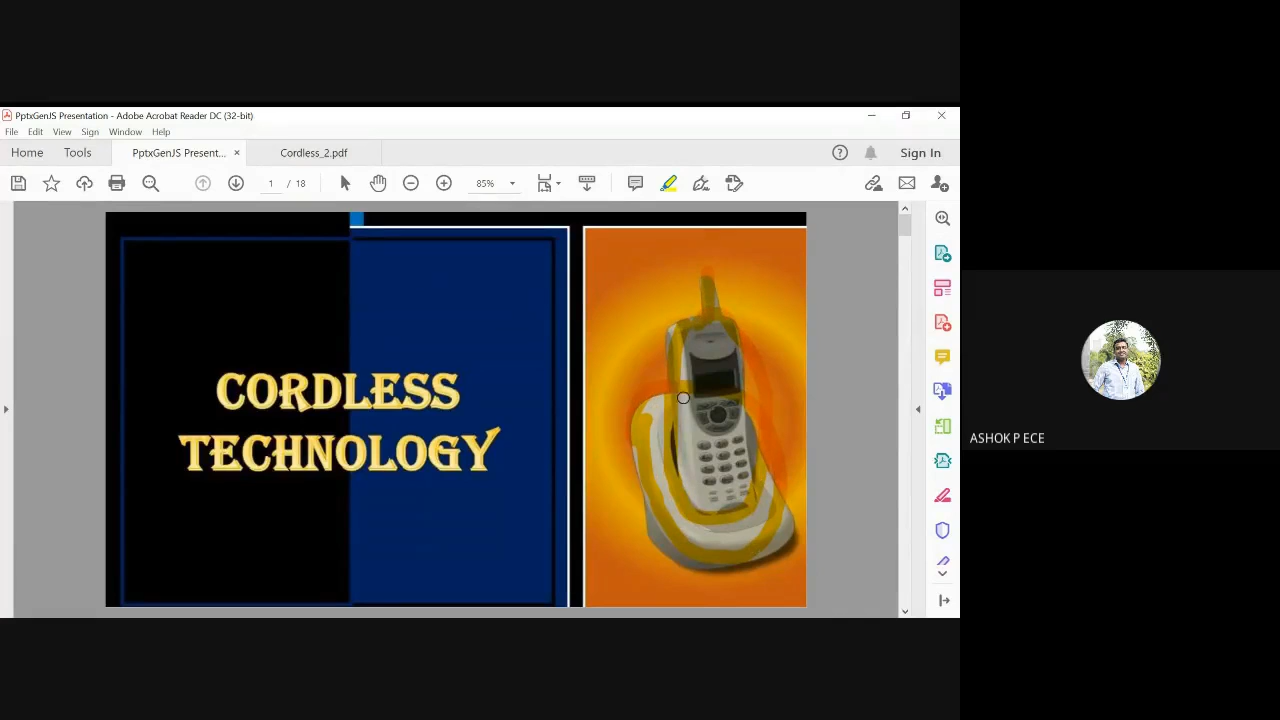 PptxGenJS Presentation - Adobe Acrobat Reader DC (32-bit)
File Edit View Sign Window Help
Home Tools PptxGenJS Present... × Cordless_2.pdf Sign In
1 / 18 85%
CORDLESS
TECHNOLOGY
ASHOK P ECE